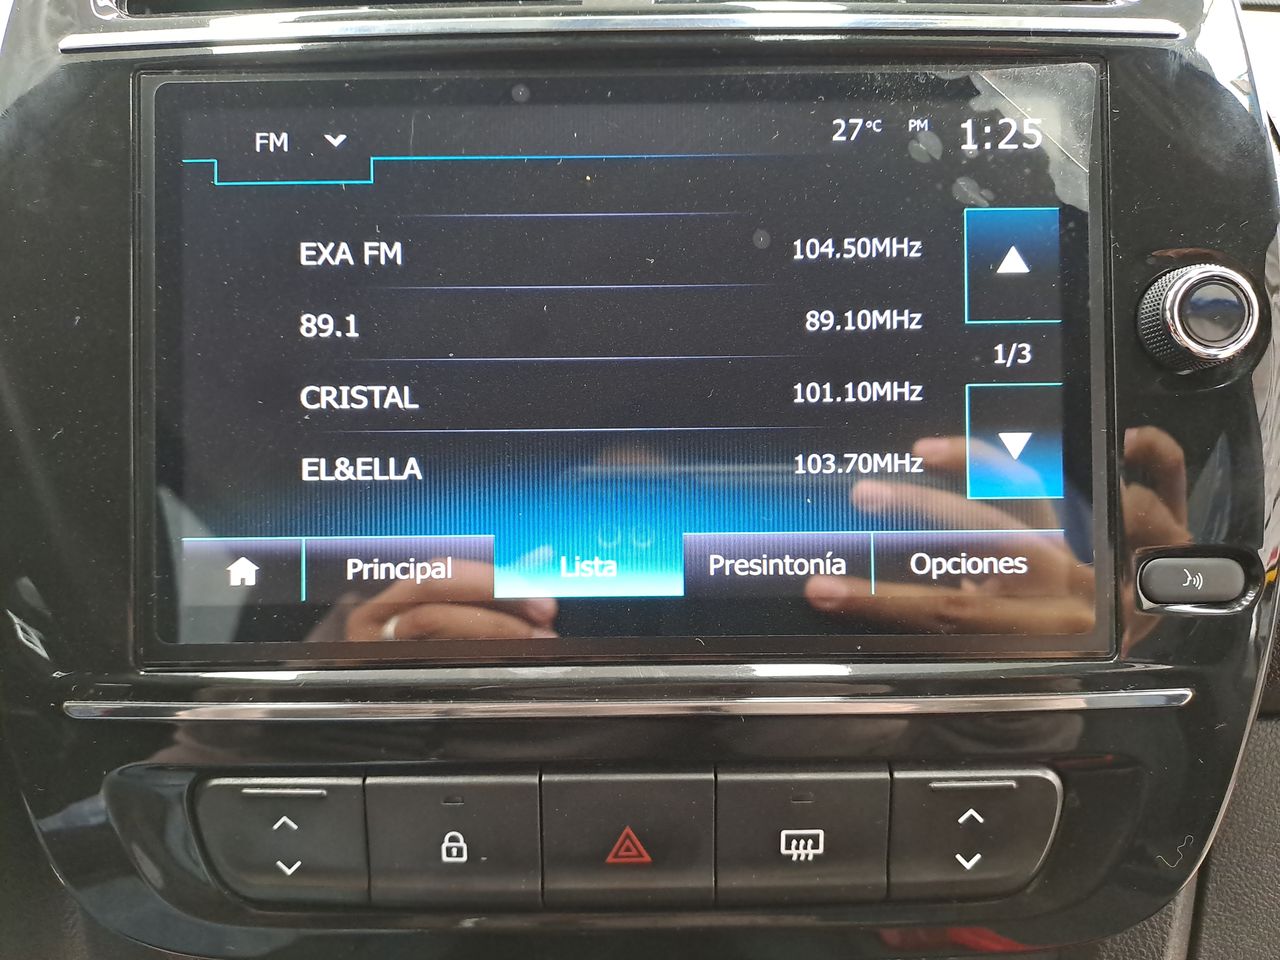 FM 27°C PM 1:25
EXA FM 104.50MHz
89.1 89.10MHz
1/3
CRISTAL 101.10MHz
EL&ELLA 103.70MHz
Principal Lista Presintonía Opciones